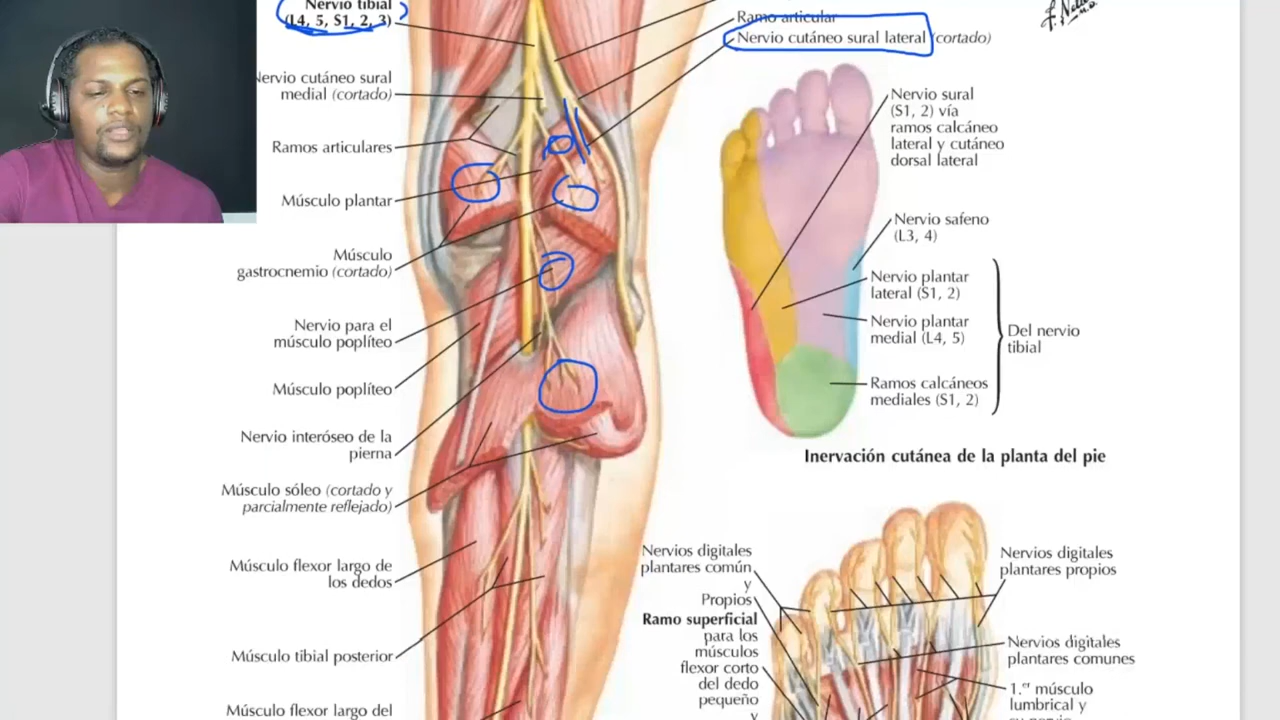 Nervio tibial
(L4, 5, S1, 2, 3)
Nervio cutáneo sural
medial (cortado)
Ramos articulares
Músculo plantar
Músculo
gastrocnemio (cortado)
Nervio para el
músculo poplíteo
Músculo poplíteo
Nervio interóseo de la
pierna
Músculo sóleo (cortado y
parcialmente reflejado)
Músculo flexor largo de
los dedos
Músculo tibial posterior
Músculo flexor largo del
Ramo articular
Nervio cutáneo sural lateral (cortado)
Nervio sural
(S1, 2) vía
ramos calcáneo
lateral y cutáneo
dorsal lateral
Nervio safeno
(L3, 4)
Nervio plantar
lateral (S1, 2)
Nervio plantar
medial (L4, 5)
Ramos calcáneos
mediales (S1, 2)
Del nervio
tibial
Inervación cutánea de la planta del pie
Nervios digitales
plantares común
y
Propios
Ramo superficial
para los
músculos
flexor corto
del dedo
pequeño
y
Nervios digitales
plantares propios
Nervios digitales
plantares comunes
1.er músculo
lumbrical y
su nervio